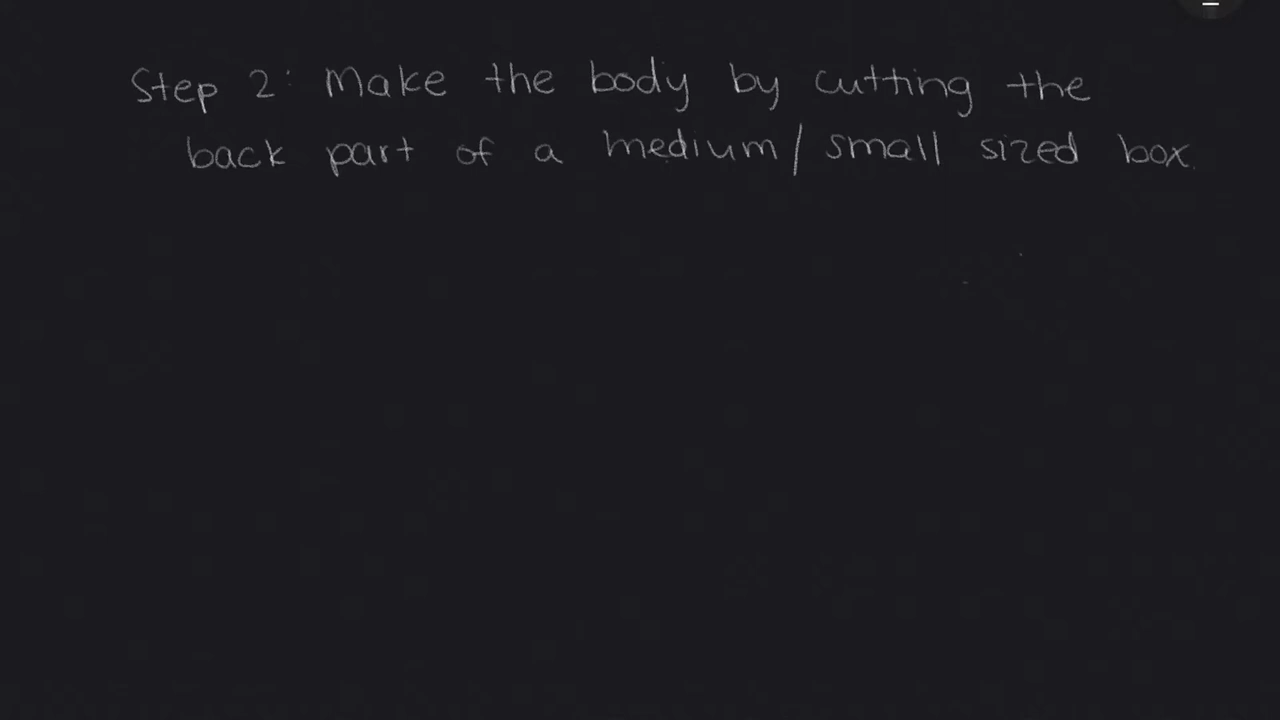 Step 2: Make the body by cutting the
back part of a medium/small sized box.